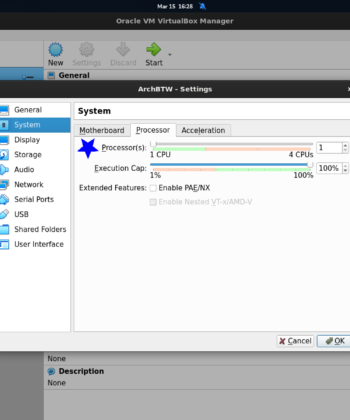 Mar 15 16:28
Oracle VM VirtualBox Manager
New Settings Discard Start
General
ArchBTW - Settings
General
System
Display
Storage
Audio
Network
Serial Ports
USB
Shared Folders
User Interface
System
Motherboard Processor Acceleration
Processor(s): 1
1 CPU 4 CPUs
Execution Cap: 100%
1% 100%
Extended Features: Enable PAE/NX
Enable Nested VT-x/AMD-V
Cancel OK
None
Description
None